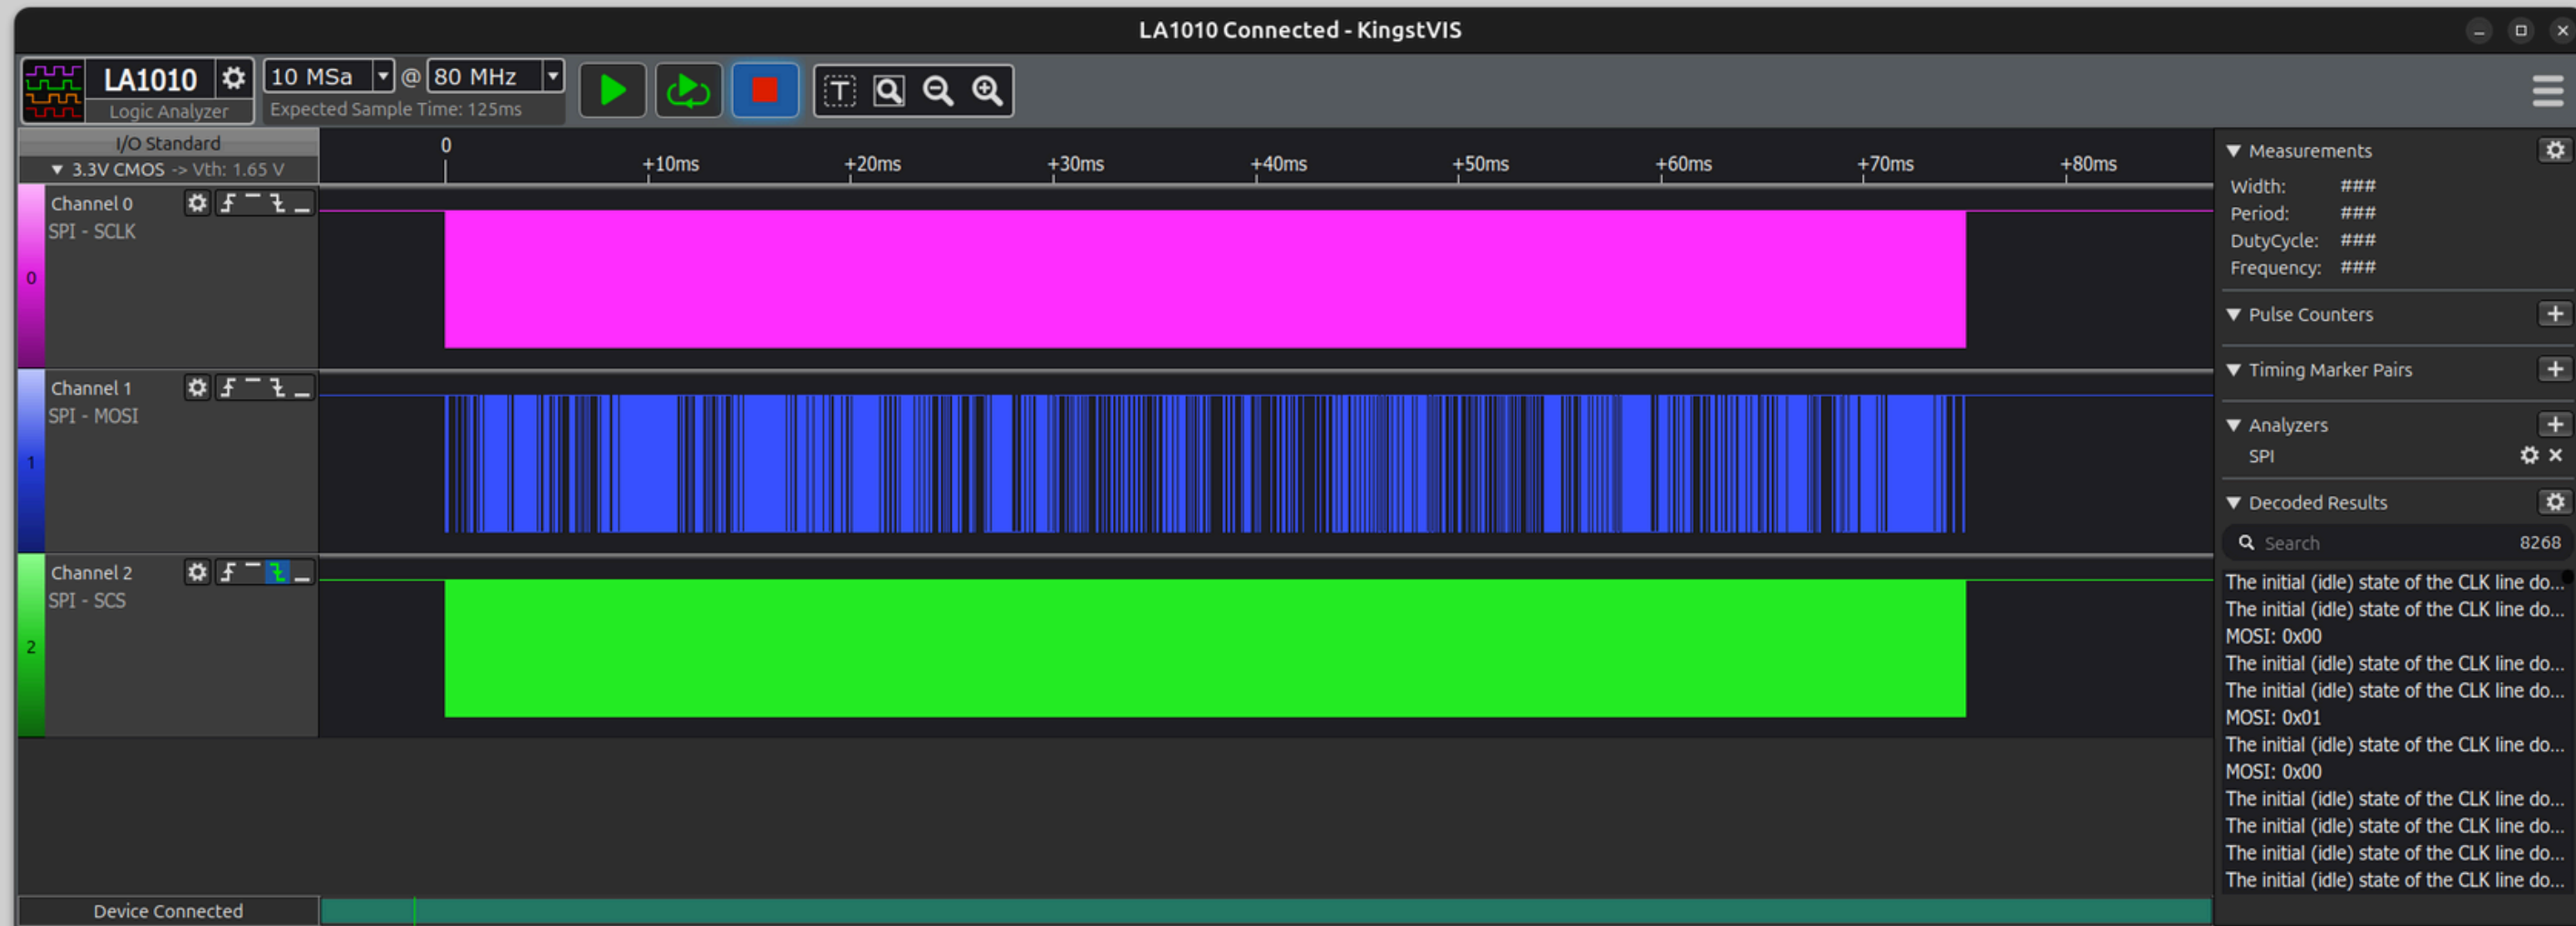 LA1010 Connected - KingstVIS
LA1010
10 MSa @ 80 MHz
Logic Analyzer
Expected Sample Time: 125ms
I/O Standard
3.3V CMOS -> Vth: 1.65 V
0
+10ms +20ms +30ms +40ms +50ms +60ms +70ms +80ms
Channel 0
SPI - SCLK
0
Channel 1
SPI - MOSI
1
Channel 2
SPI - SCS
2
Device Connected
Measurements
Width: ###
Period: ###
DutyCycle: ###
Frequency: ###
Pulse Counters
Timing Marker Pairs
Analyzers
SPI
Decoded Results
Search 8268
The initial (idle) state of the CLK line do...
The initial (idle) state of the CLK line do...
MOSI: 0x00
The initial (idle) state of the CLK line do...
The initial (idle) state of the CLK line do...
MOSI: 0x01
The initial (idle) state of the CLK line do...
MOSI: 0x00
The initial (idle) state of the CLK line do...
The initial (idle) state of the CLK line do...
The initial (idle) state of the CLK line do...
The initial (idle) state of the CLK line do...